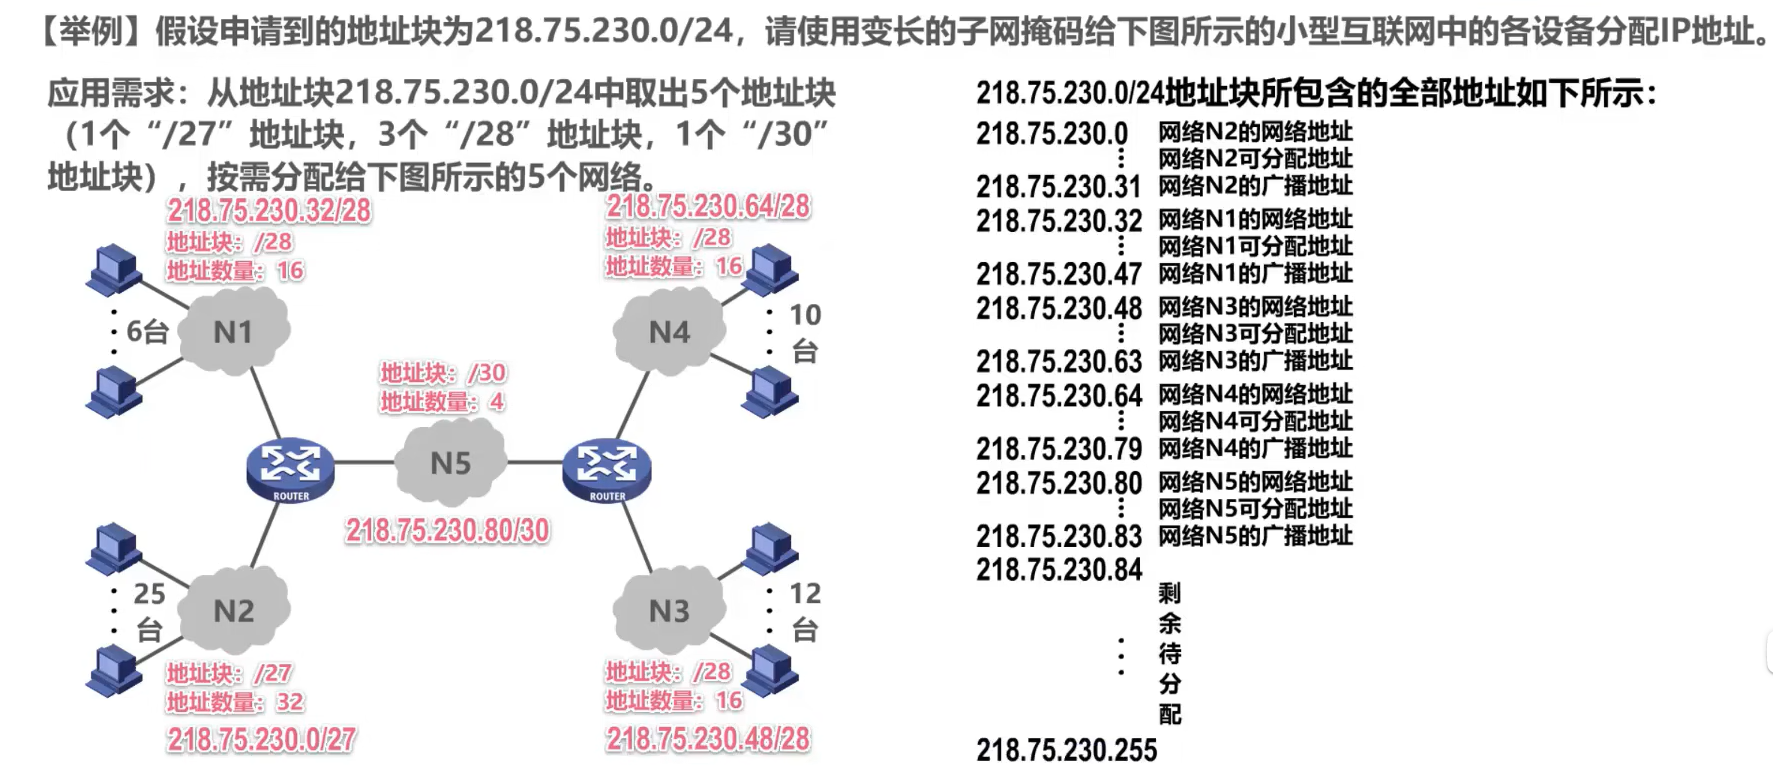 【举例】假设申请到的地址块为218.75.230.0/24，请使用变长的子网掩码给下图所示的小型互联网中的各设备分配IP地址。
应用需求：从地址块218.75.230.0/24中取出5个地址块
（1个“/27”地址块，3个“/28”地址块，1个“/30”
地址块），按需分配给下图所示的5个网络。
218.75.230.32/28
地址块：/28
地址数量：16
6台
N1
218.75.230.64/28
地址块：/28
地址数量：16
N4
10
台
地址块：/30
地址数量：4
N5
ROUTER
ROUTER
218.75.230.80/30
25
台
N2
地址块：/27
地址数量：32
218.75.230.0/27
N3
12
台
地址块：/28
地址数量：16
218.75.230.48/28
218.75.230.0/24地址块所包含的全部地址如下所示：
218.75.230.0 网络N2的网络地址
网络N2可分配地址
218.75.230.31 网络N2的广播地址
218.75.230.32 网络N1的网络地址
网络N1可分配地址
218.75.230.47 网络N1的广播地址
218.75.230.48 网络N3的网络地址
网络N3可分配地址
218.75.230.63 网络N3的广播地址
218.75.230.64 网络N4的网络地址
网络N4可分配地址
218.75.230.79 网络N4的广播地址
218.75.230.80 网络N5的网络地址
网络N5可分配地址
218.75.230.83 网络N5的广播地址
218.75.230.84
剩
余
待
分
配
218.75.230.255